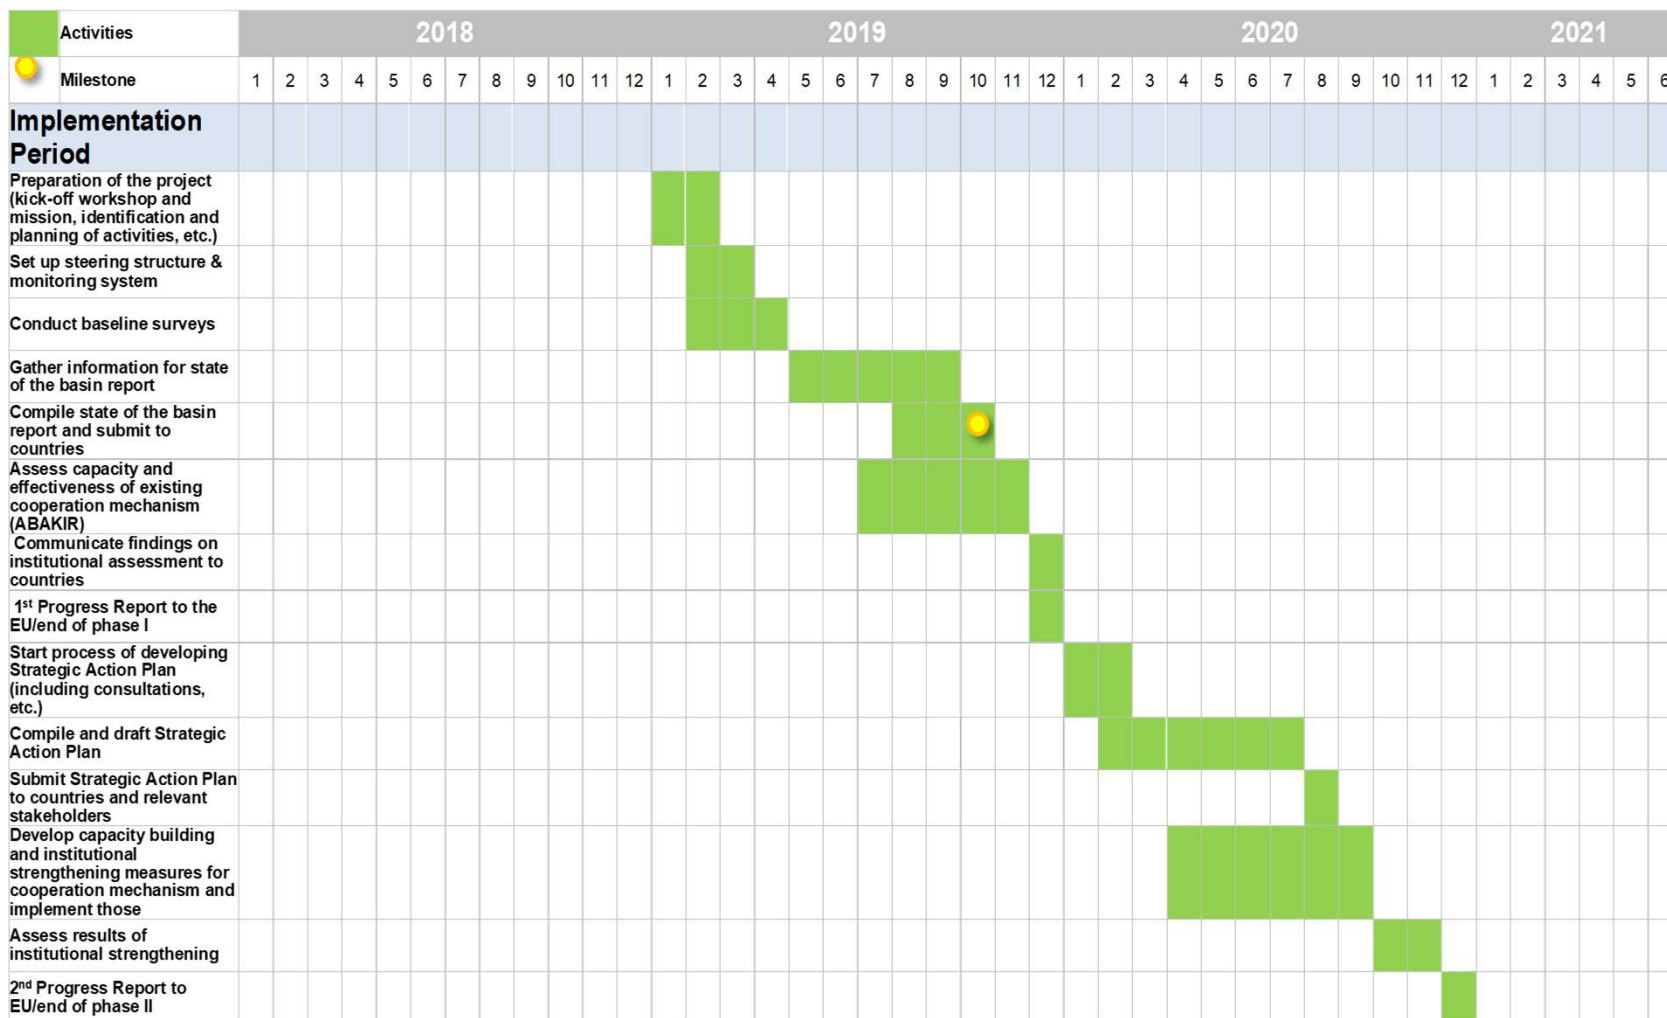 Activities
2018 2019 2020 2021
Milestone
1 2 3 4 5 6 7 8 9 10 11 12 1 2 3 4 5 6 7 8 9 10 11 12 1 2 3 4 5 6 7 8 9 10 11 12 1 2 3 4 5 6
Implementation
Period
Preparation of the project
(kick-off workshop and
mission, identification and
planning of activities, etc.)
Set up steering structure &
monitoring system
Conduct baseline surveys
Gather information for state
of the basin report
Compile state of the basin
report and submit to
countries
Assess capacity and
effectiveness of existing
cooperation mechanism
(ABAKIR)
Communicate findings on
institutional assessment to
countries
1st Progress Report to the
EU/end of phase I
Start process of developing
Strategic Action Plan
(including consultations,
etc.)
Compile and draft Strategic
Action Plan
Submit Strategic Action Plan
to countries and relevant
stakeholders
Develop capacity building
and institutional
strengthening measures for
cooperation mechanism and
implement those
Assess results of
institutional strengthening
2nd Progress Report to
EU/end of phase II